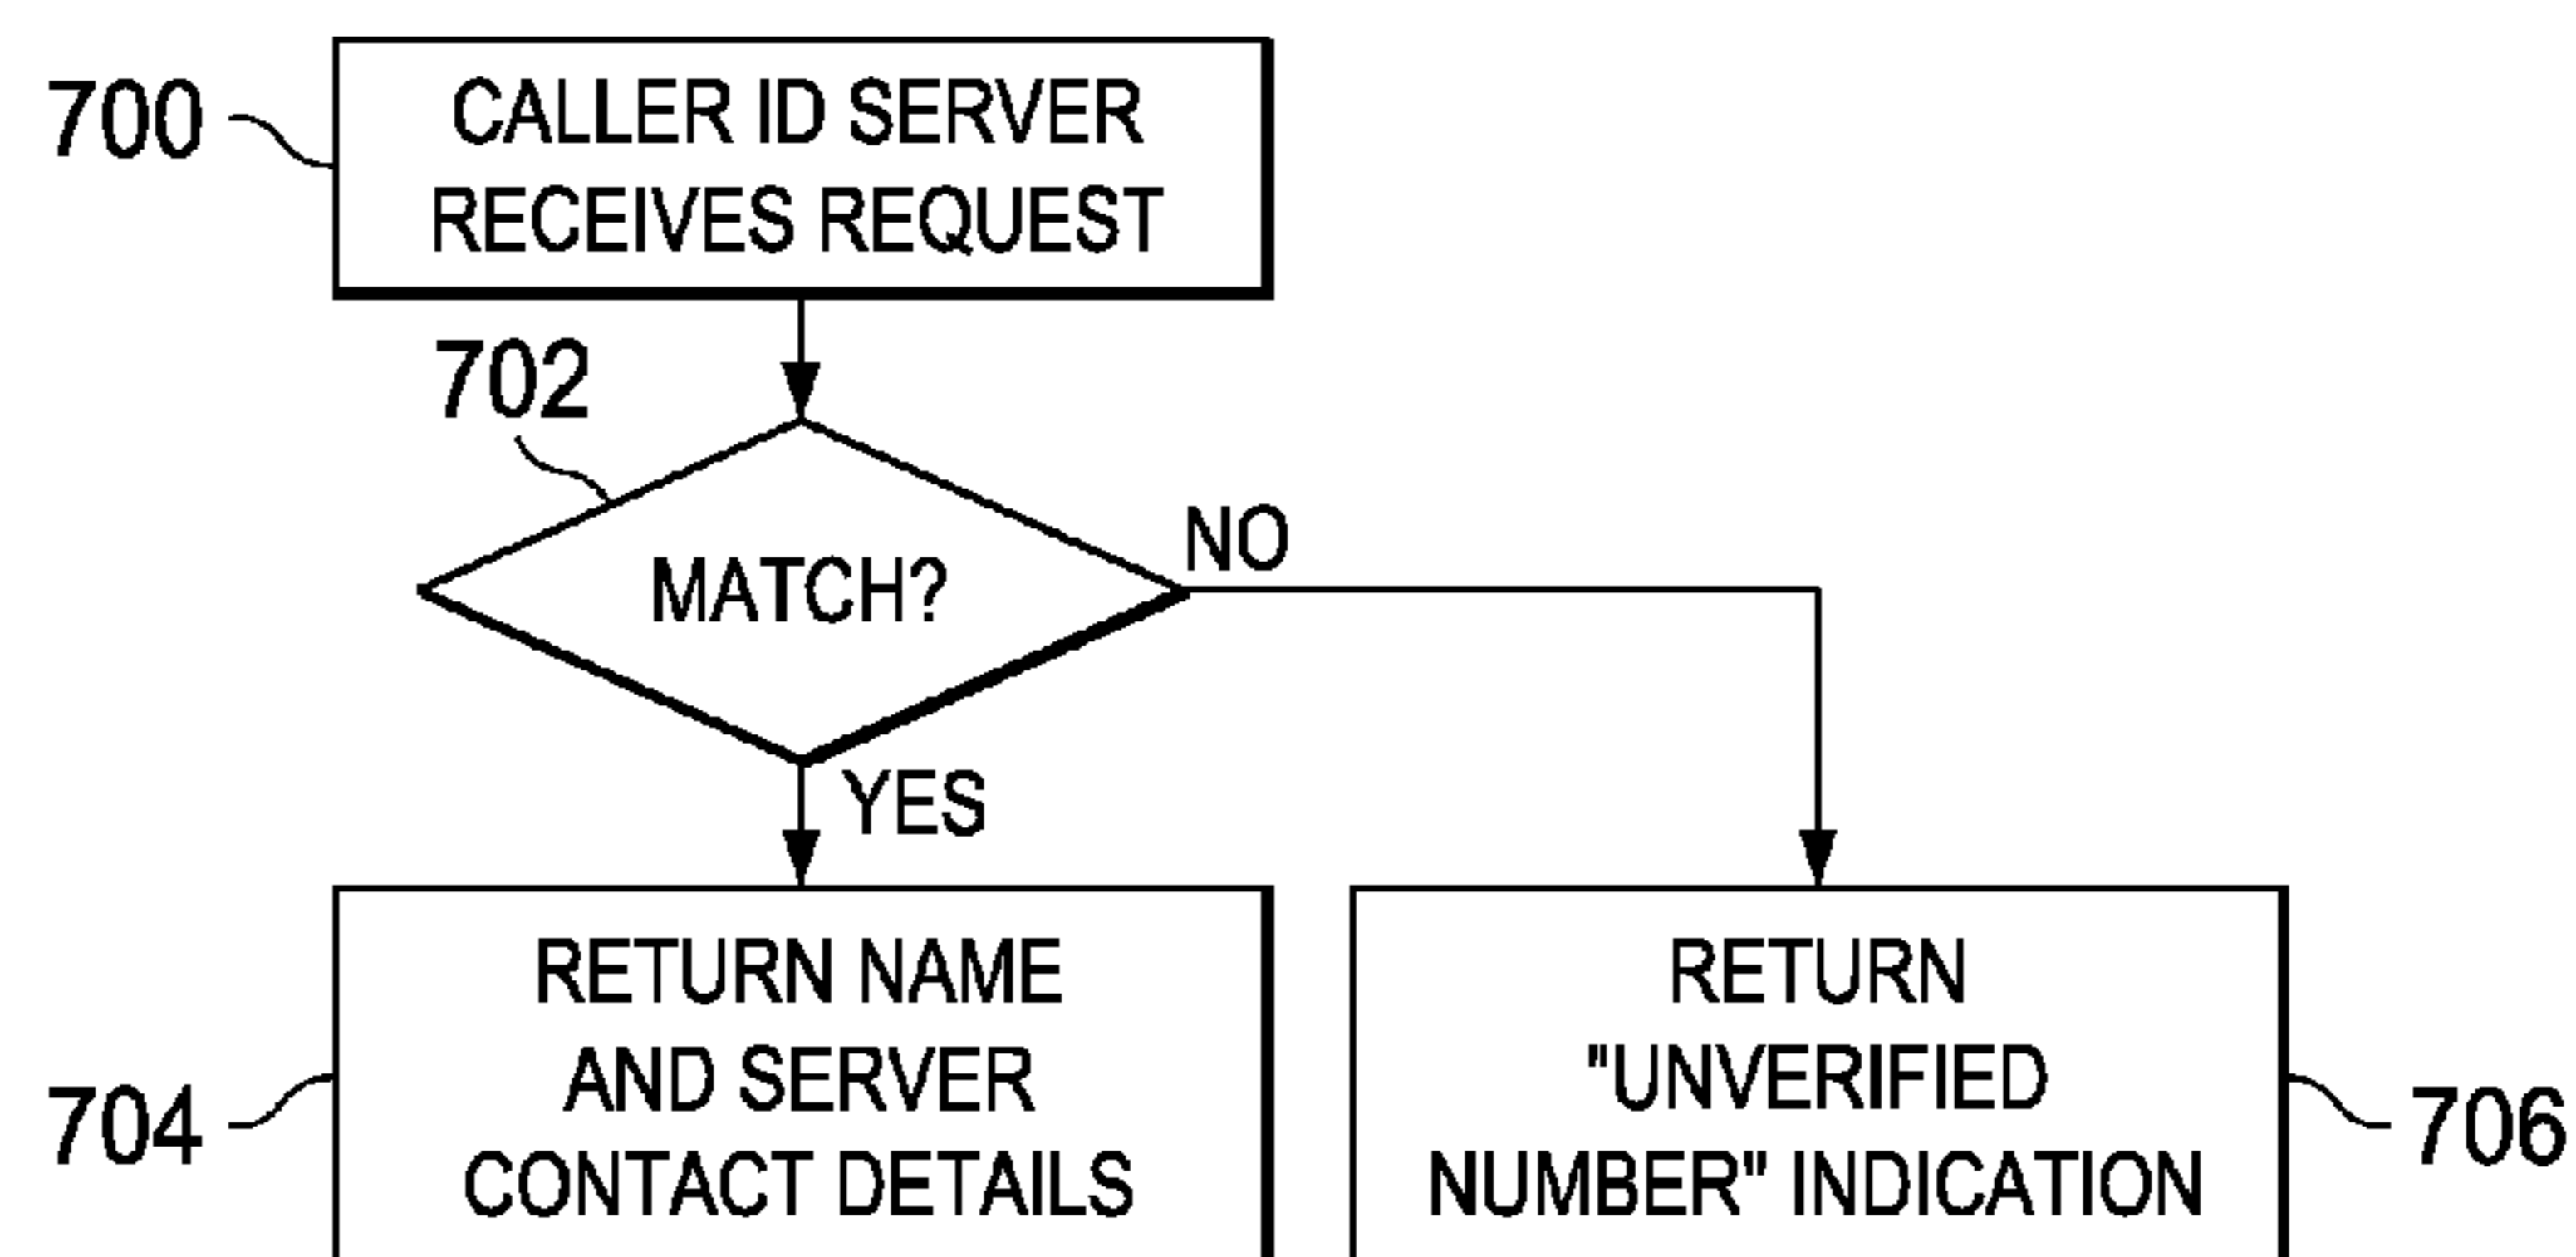 700
CALLER ID SERVER
RECEIVES REQUEST
702
MATCH?
NO
YES
704
RETURN NAME
AND SERVER
CONTACT DETAILS
RETURN
"UNVERIFIED
NUMBER" INDICATION
706